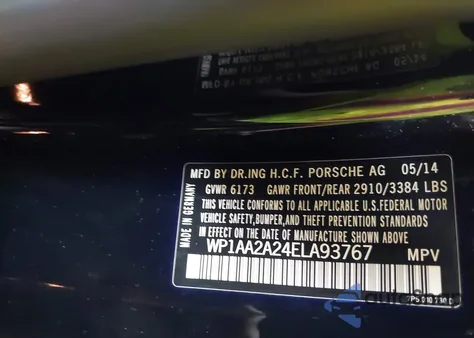 MFD BY DR.ING H.C.F. PORSCHE AG 05/14
GVWR 6173 GAWR FRONT/REAR 2910/3384 LBS
THIS VEHICLE CONFORMS TO ALL APPLICABLE U.S.FEDERAL MOTOR
VEHICLE SAFETY,BUMPER,AND THEFT PREVENTION STANDARDS
IN EFFECT ON THE DATE OF MANUFACTURE SHOWN ABOVE.
WP1AA2A24ELA93767 MPV
MADE IN GERMANY